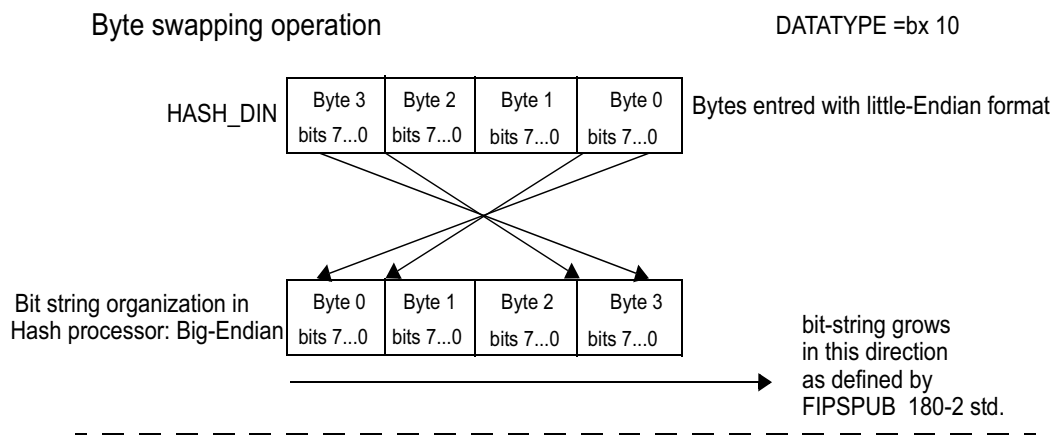 Byte swapping operation
DATATYPE =bx 10
HASH_DIN
Byte 3 Byte 2 Byte 1 Byte 0
bits 7...0 bits 7...0 bits 7...0 bits 7...0
Bytes entred with little-Endian format
Bit string organization in
Hash processor: Big-Endian
Byte 0 Byte 1 Byte 2 Byte 3
bits 7...0 bits 7...0 bits 7...0 bits 7...0
bit-string grows
in this direction
as defined by
FIPSPUB 180-2 std.